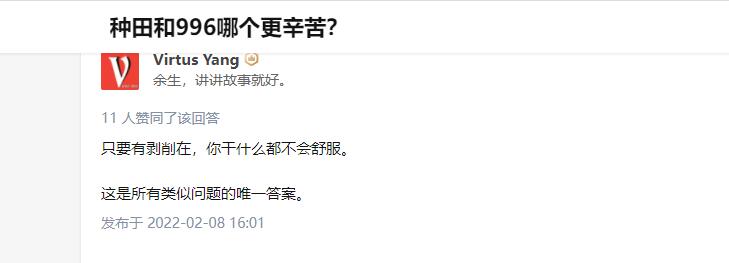 种田和996哪个更辛苦？
Virtus Yang
余生，讲讲故事就好。
11 人赞同了该回答
只要有剥削在，你干什么都不会舒服。
这是所有类似问题的唯一答案。
发布于 2022-02-08 16:01